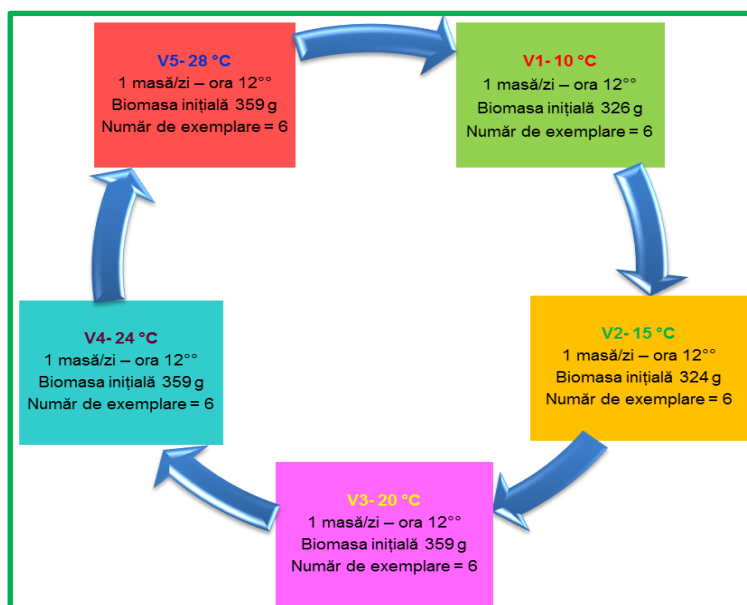 V5- 28 °C
1 masă/zi – ora 12°°
Biomasa inițială 359 g
Număr de exemplare = 6
V1- 10 °C
1 masă/zi – ora 12°°
Biomasa inițială 326 g
Număr de exemplare = 6
V2- 15 °C
1 masă/zi – ora 12°°
Biomasa inițială 324 g
Număr de exemplare = 6
V3- 20 °C
1 masă/zi – ora 12°°
Biomasa inițială 359 g
Număr de exemplare = 6
V4- 24 °C
1 masă/zi – ora 12°°
Biomasa inițială 359 g
Număr de exemplare = 6